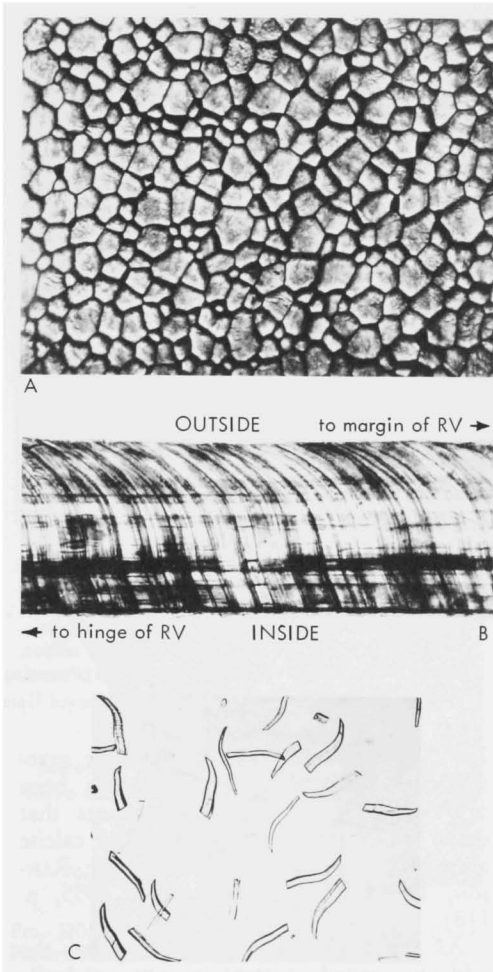 A
OUTSIDE to margin of RV →
← to hinge of RV INSIDE B
C